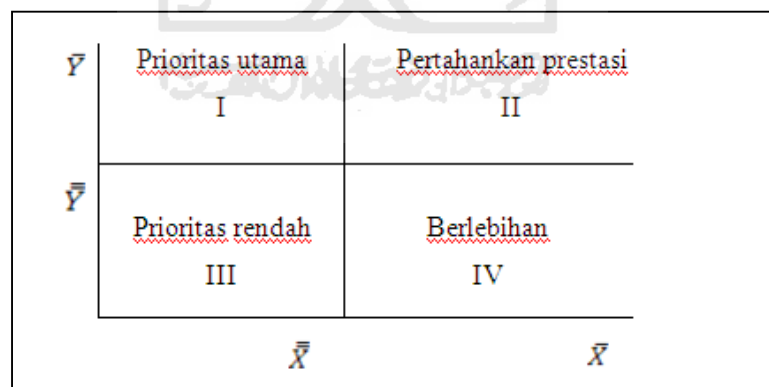 Ȳ Prioritas utama Pertahankan prestasi
I II
Y̿
Prioritas rendah Berlebihan
III IV
X̿ X̄